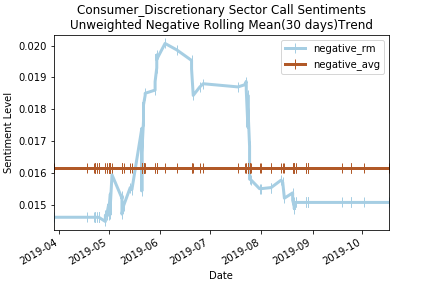 Consumer_Discretionary Sector Call Sentiments
Unweighted Negative Rolling Mean(30 days)Trend
negative_rm
negative_avg
Sentiment Level
0.020
0.019
0.018
0.017
0.016
0.015
2019-04
2019-05
2019-06
2019-07
2019-08
2019-09
2019-10
Date